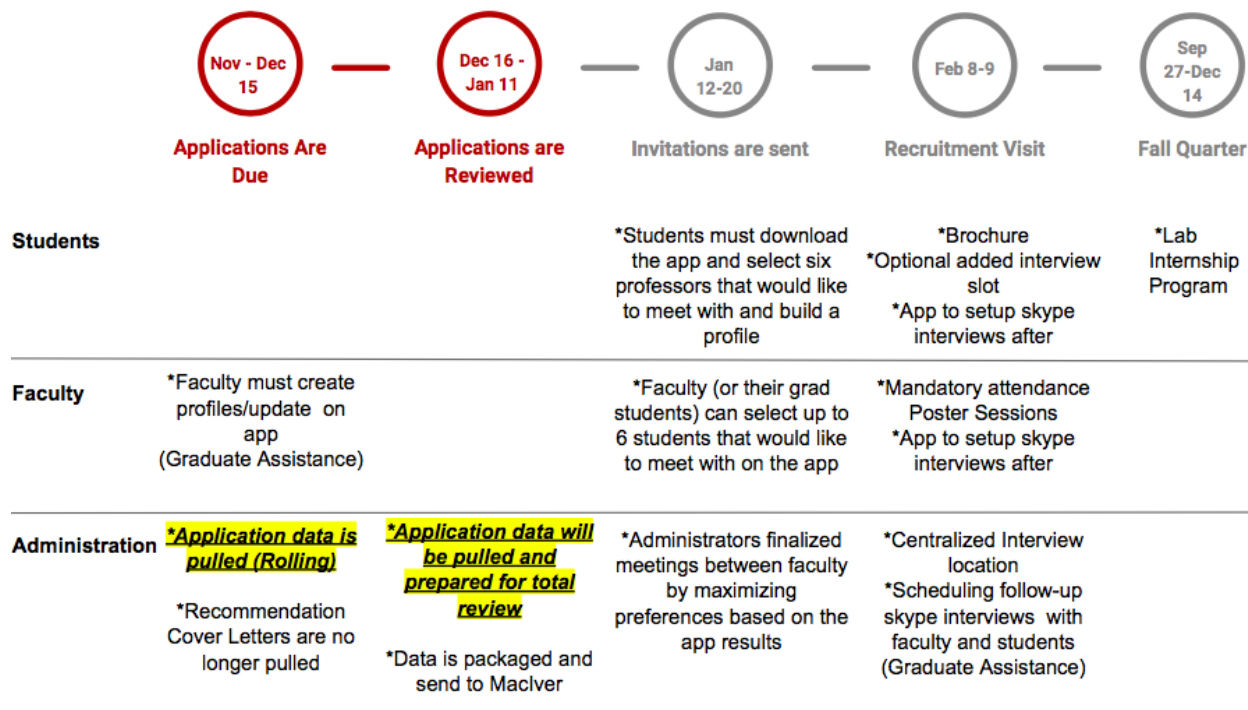 Nov - Dec
15
Dec 16 -
Jan 11
Jan
12-20
Feb 8-9
Sep
27-Dec
14
Applications Are
Due
Applications are
Reviewed
Invitations are sent
Recruitment Visit
Fall Quarter
Students
*Students must download
the app and select six
professors that would like
to meet with and build a
profile
*Brochure
*Optional added interview
slot
*App to setup skype
interviews after
*Lab
Internship
Program
Faculty
*Faculty must create
profiles/update on
app
(Graduate Assistance)
*Faculty (or their grad
students) can select up to
6 students that would like
to meet with on the app
*Mandatory attendance
Poster Sessions
*App to setup skype
interviews after
Administration
*Application data is
pulled (Rolling)
*Recommendation
Cover Letters are no
longer pulled
*Application data will
be pulled and
prepared for total
review
*Data is packaged and
send to MacIver
*Administrators finalized
meetings between faculty
by maximizing
preferences based on the
app results
*Centralized Interview
location
*Scheduling follow-up
skype interviews with
faculty and students
(Graduate Assistance)